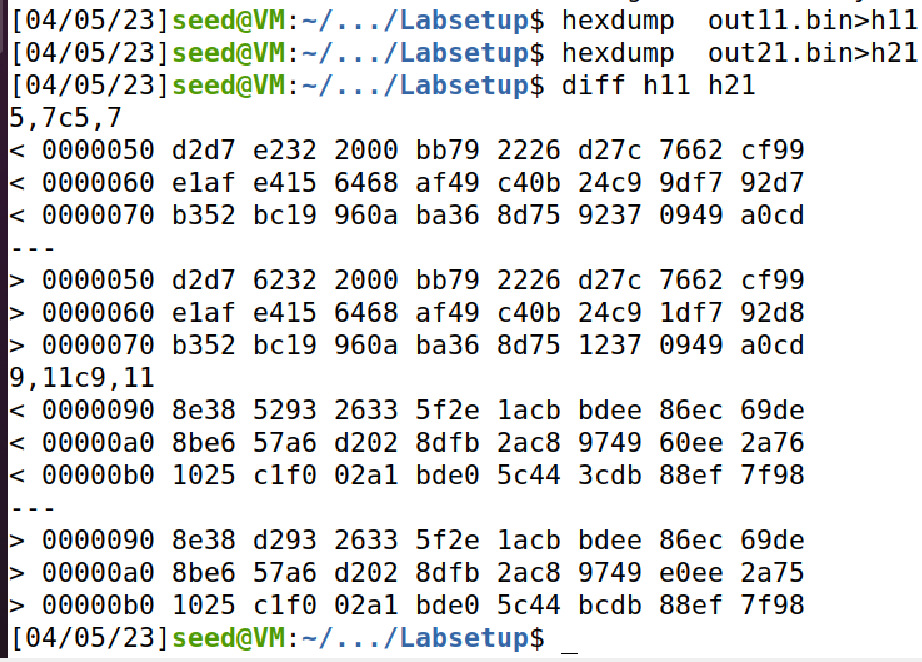 [04/05/23]seed@VM:~/.../Labsetup$ hexdump  out11.bin>h11
[04/05/23]seed@VM:~/.../Labsetup$ hexdump  out21.bin>h21
[04/05/23]seed@VM:~/.../Labsetup$ diff h11 h21
5,7c5,7
< 0000050 d2d7 e232 2000 bb79 2226 d27c 7662 cf99
< 0000060 e1af e415 6468 af49 c40b 24c9 9df7 92d7
< 0000070 b352 bc19 960a ba36 8d75 9237 0949 a0cd
---
> 0000050 d2d7 6232 2000 bb79 2226 d27c 7662 cf99
> 0000060 e1af e415 6468 af49 c40b 24c9 1df7 92d8
> 0000070 b352 bc19 960a ba36 8d75 1237 0949 a0cd
9,11c9,11
< 0000090 8e38 5293 2633 5f2e 1acb bdee 86ec 69de
< 00000a0 8be6 57a6 d202 8dfb 2ac8 9749 60ee 2a76
< 00000b0 1025 c1f0 02a1 bde0 5c44 3cdb 88ef 7f98
---
> 0000090 8e38 d293 2633 5f2e 1acb bdee 86ec 69de
> 00000a0 8be6 57a6 d202 8dfb 2ac8 9749 e0ee 2a75
> 00000b0 1025 c1f0 02a1 bde0 5c44 bcdb 88ef 7f98
[04/05/23]seed@VM:~/.../Labsetup$ _